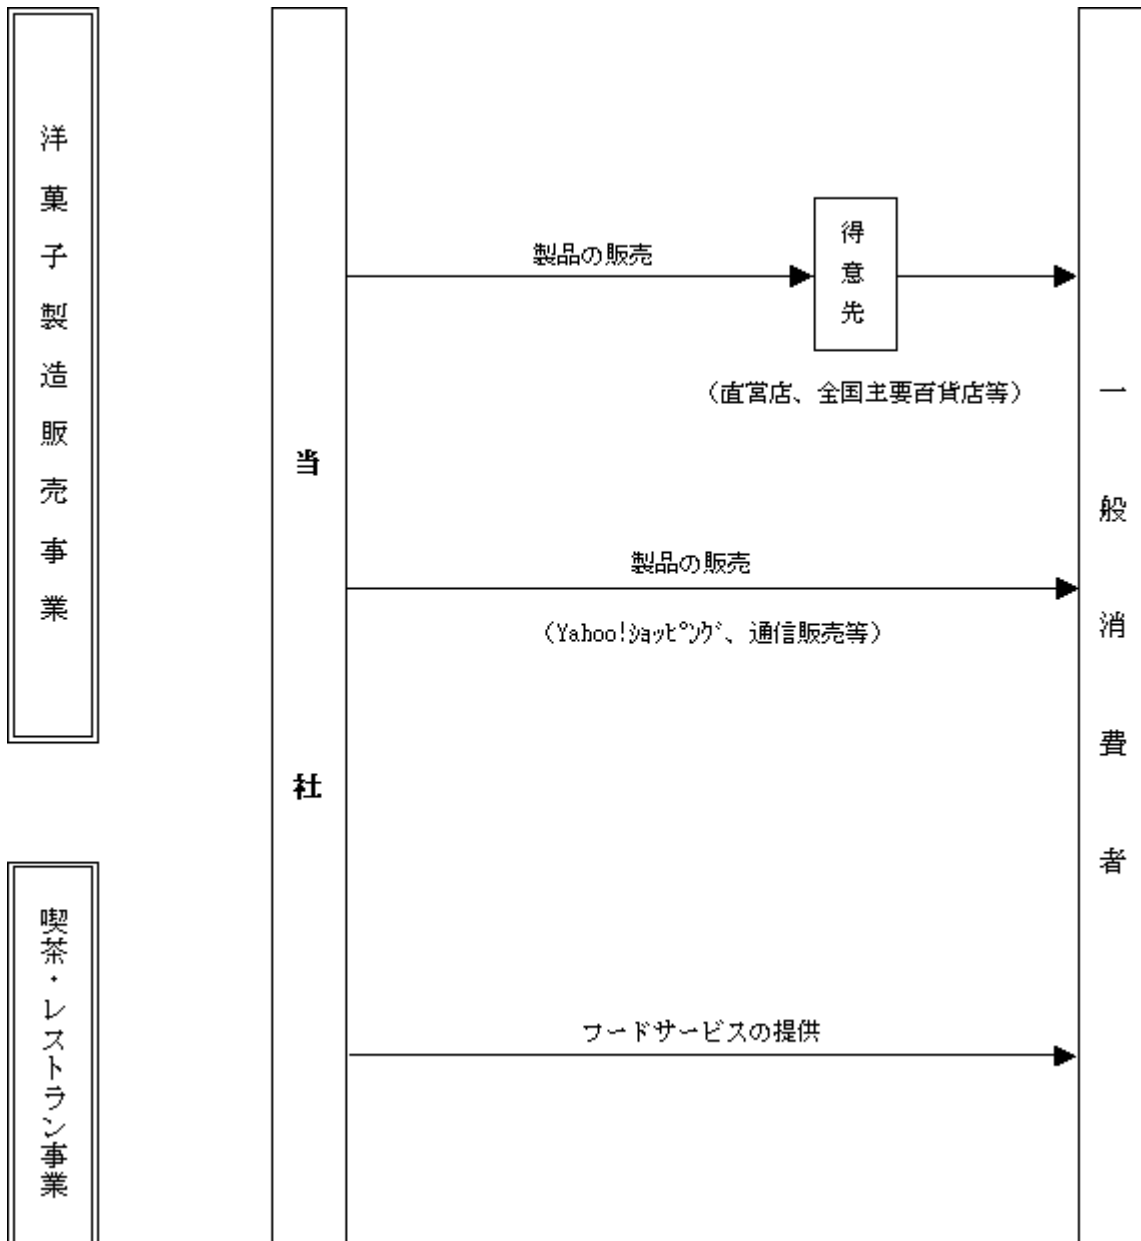 洋菓子製造販売事業
当社
製品の販売
得意先
（直営店、全国主要百貨店等）
製品の販売
（Yahoo!ｼｮｯﾋﾟﾝｸﾞ、通信販売等）
一般消費者
喫茶・レストラン事業
フードサービスの提供